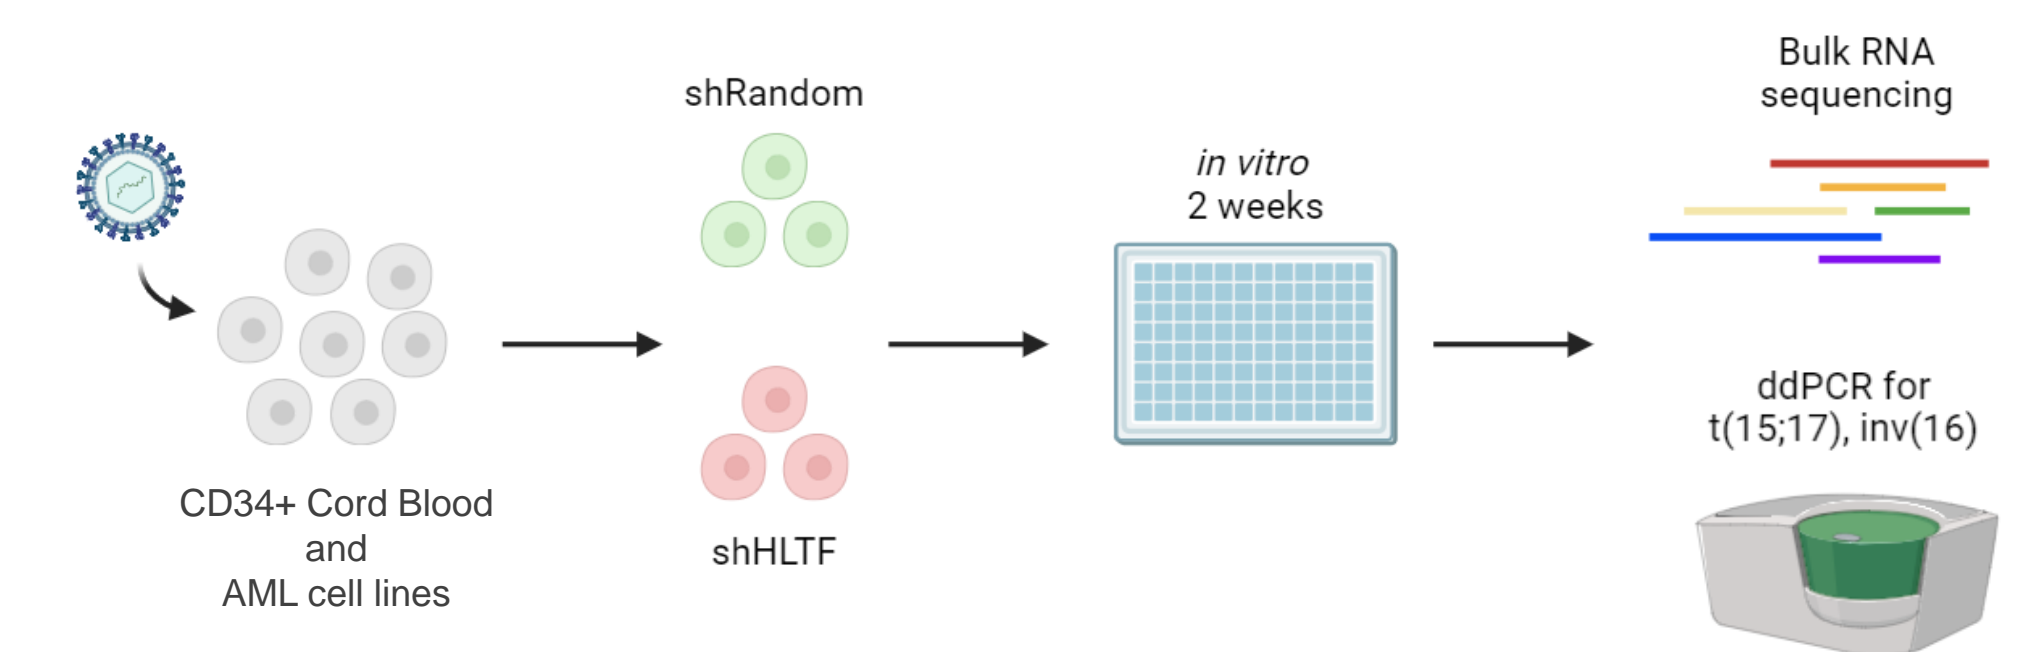 CD34+ Cord Blood
and
AML cell lines
shRandom
shHLTF
in vitro
2 weeks
Bulk RNA
sequencing
ddPCR for
t(15;17), inv(16)